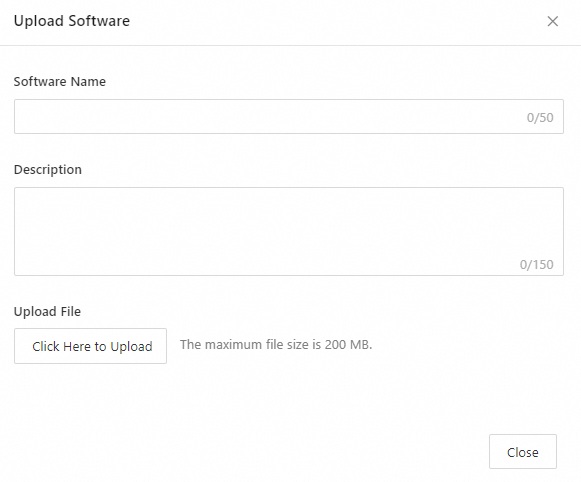 Upload Software
Software Name
0/50
Description
0/150
Upload File
Click Here to Upload The maximum file size is 200 MB.
Close